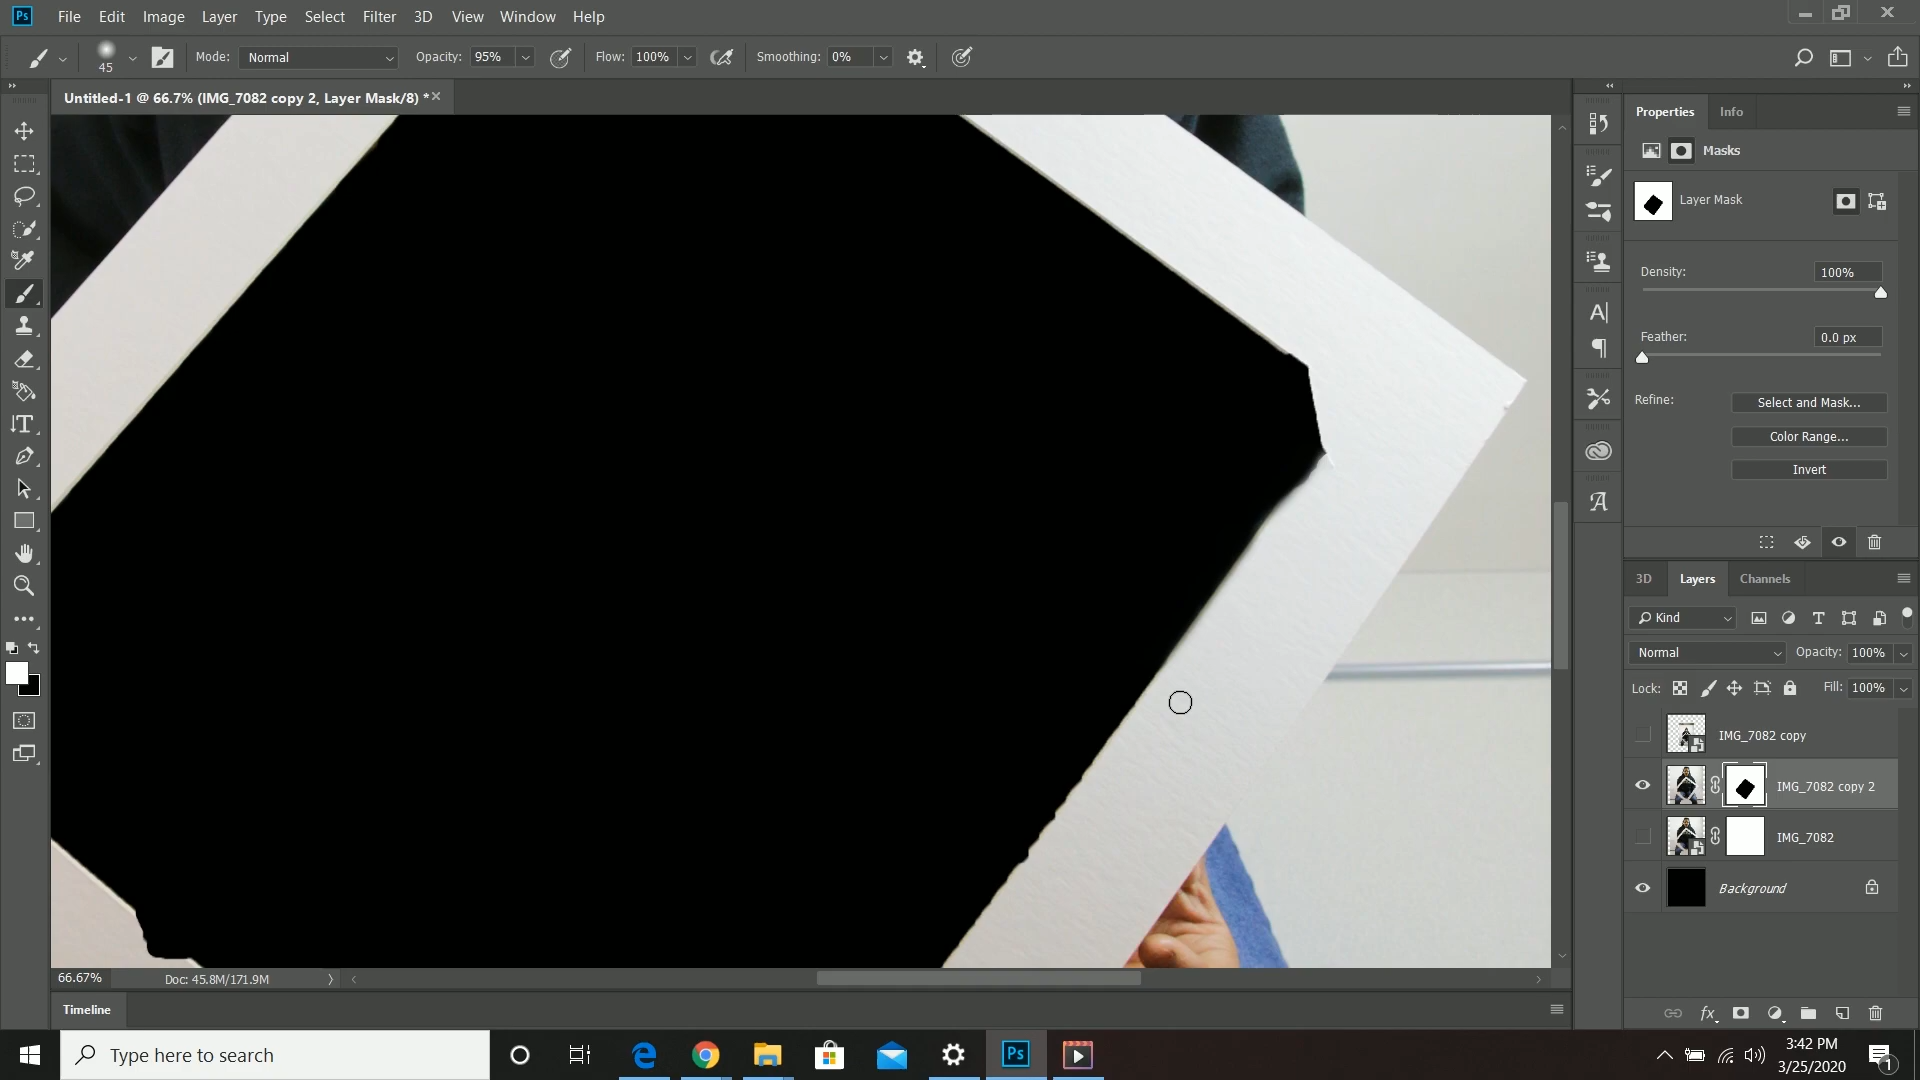 Ps File Edit Image Layer Type Select Filter 3D View Window Help
45 Mode: Normal Opacity: 95% Flow: 100% Smoothing: 0%
Untitled-1 @ 66.7% (IMG_7082 copy 2, Layer Mask/8) *
Properties Info
Masks
Layer Mask
Density: 100%
Feather: 0.0 px
Refine: Select and Mask...
Color Range...
Invert
3D Layers Channels
Kind
Normal Opacity: 100%
Lock: Fill: 100%
IMG_7082 copy
IMG_7082 copy 2
IMG_7082
Background
fx
66.67% Doc: 45.8M/171.9M
Timeline
Type here to search
Ps
3:42 PM
3/25/2020
1